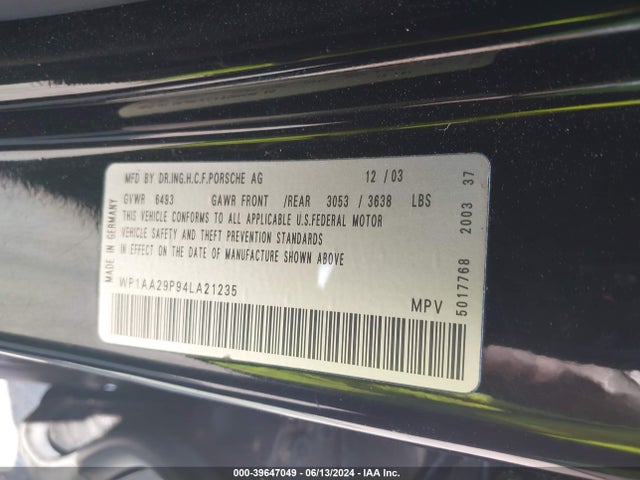 MFD BY DR.ING.H.C.F.PORSCHE AG 12/03
GVWR 6483 GAWR FRONT /REAR 3053 / 3638 LBS
THIS VEHICLE CONFORMS TO ALL APPLICABLE U.S.FEDERAL MOTOR
VEHICLE SAFETY AND THEFT PREVENTION STANDARDS
IN EFFECT ON THE DATE OF MANUFACTURE SHOWN ABOVE
WP1AA29P94LA21235
MPV
MADE IN GERMANY
5017768 2003 37
000-39647049 - 06/13/2024 - IAA Inc.